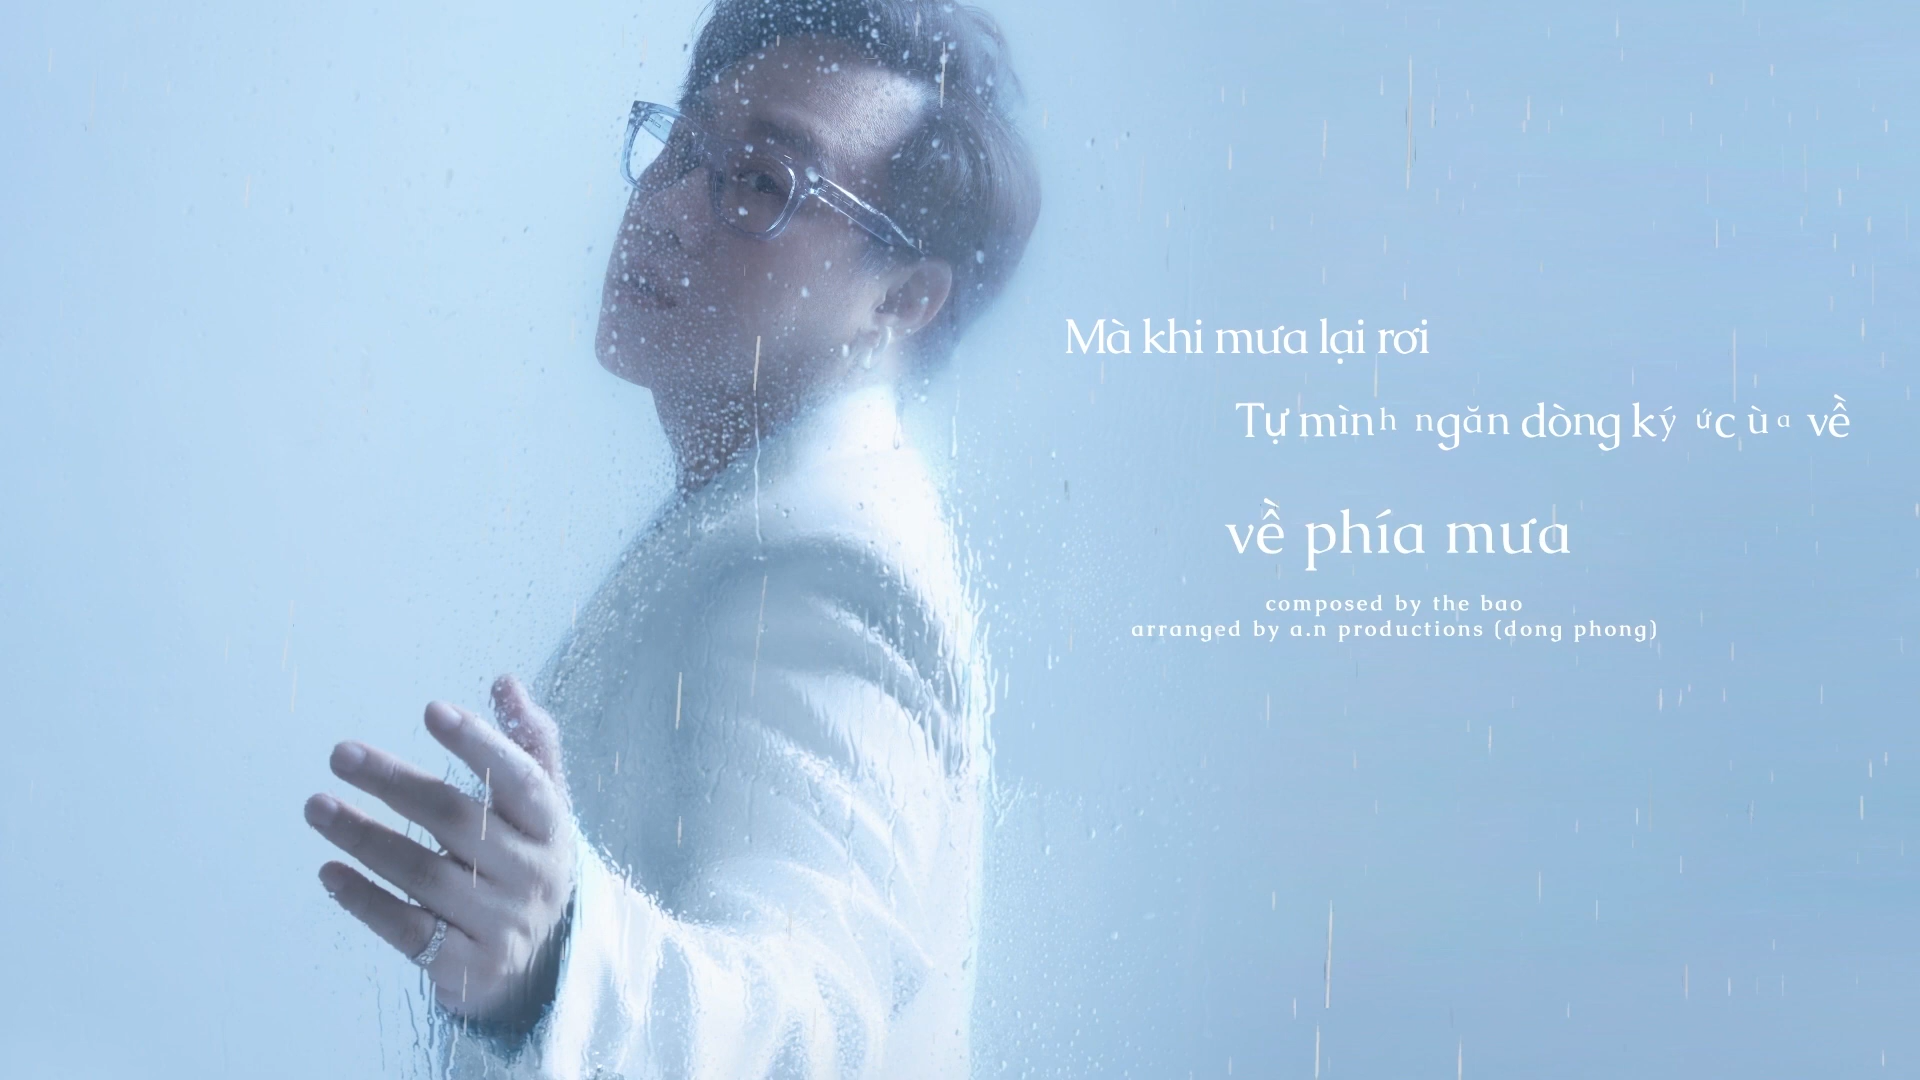 Mà khi mưa lại rơi
Tự mình ngăn dòng ký ức ùa về
về phía mưa
composed by the bao
arranged by a.n productions (dong phong)